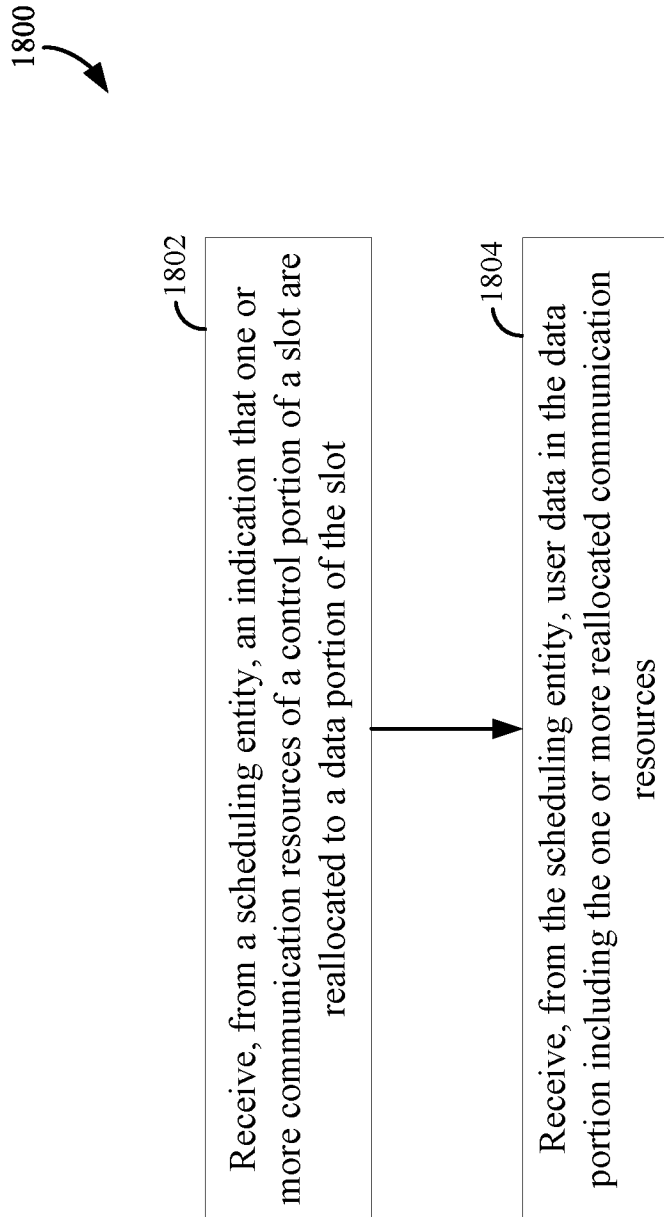 1800
1802
Receive, from a scheduling entity, an indication that one or
more communication resources of a control portion of a slot are
reallocated to a data portion of the slot
1804
Receive, from the scheduling entity, user data in the data
portion including the one or more reallocated communication
resources